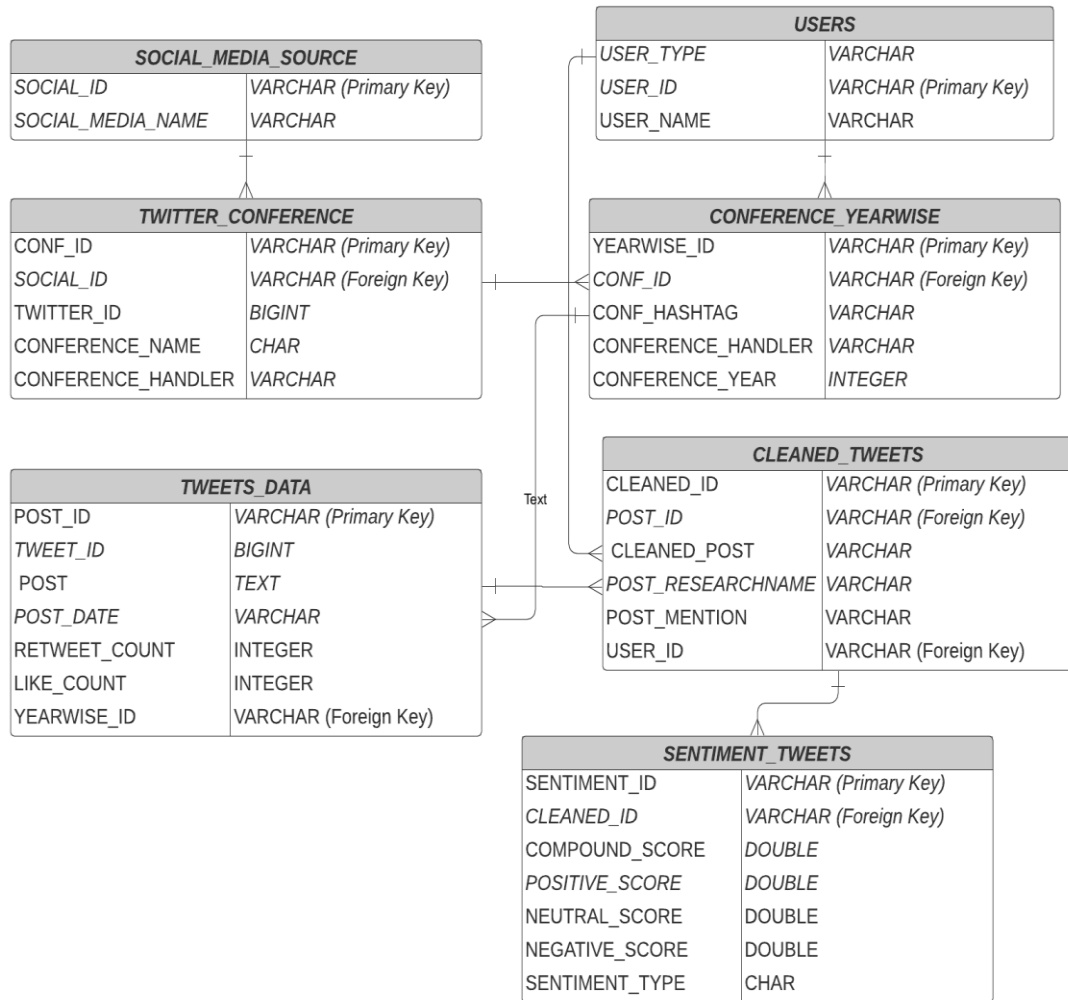 SOCIAL_MEDIA_SOURCE
SOCIAL_ID VARCHAR (Primary Key)
SOCIAL_MEDIA_NAME VARCHAR
USERS
USER_TYPE VARCHAR
USER_ID VARCHAR (Primary Key)
USER_NAME VARCHAR
TWITTER_CONFERENCE
CONF_ID VARCHAR (Primary Key)
SOCIAL_ID VARCHAR (Foreign Key)
TWITTER_ID BIGINT
CONFERENCE_NAME CHAR
CONFERENCE_HANDLER VARCHAR
CONFERENCE_YEARWISE
YEARWISE_ID VARCHAR (Primary Key)
CONF_ID VARCHAR (Foreign Key)
CONF_HASHTAG VARCHAR
CONFERENCE_HANDLER VARCHAR
CONFERENCE_YEAR INTEGER
TWEETS_DATA
POST_ID VARCHAR (Primary Key)
TWEET_ID BIGINT
POST TEXT
POST_DATE VARCHAR
RETWEET_COUNT INTEGER
LIKE_COUNT INTEGER
YEARWISE_ID VARCHAR (Foreign Key)
Text
CLEANED_TWEETS
CLEANED_ID VARCHAR (Primary Key)
POST_ID VARCHAR (Foreign Key)
CLEANED_POST VARCHAR
POST_RESEARCHNAME VARCHAR
POST_MENTION VARCHAR
USER_ID VARCHAR (Foreign Key)
SENTIMENT_TWEETS
SENTIMENT_ID VARCHAR (Primary Key)
CLEANED_ID VARCHAR (Foreign Key)
COMPOUND_SCORE DOUBLE
POSITIVE_SCORE DOUBLE
NEUTRAL_SCORE DOUBLE
NEGATIVE_SCORE DOUBLE
SENTIMENT_TYPE CHAR